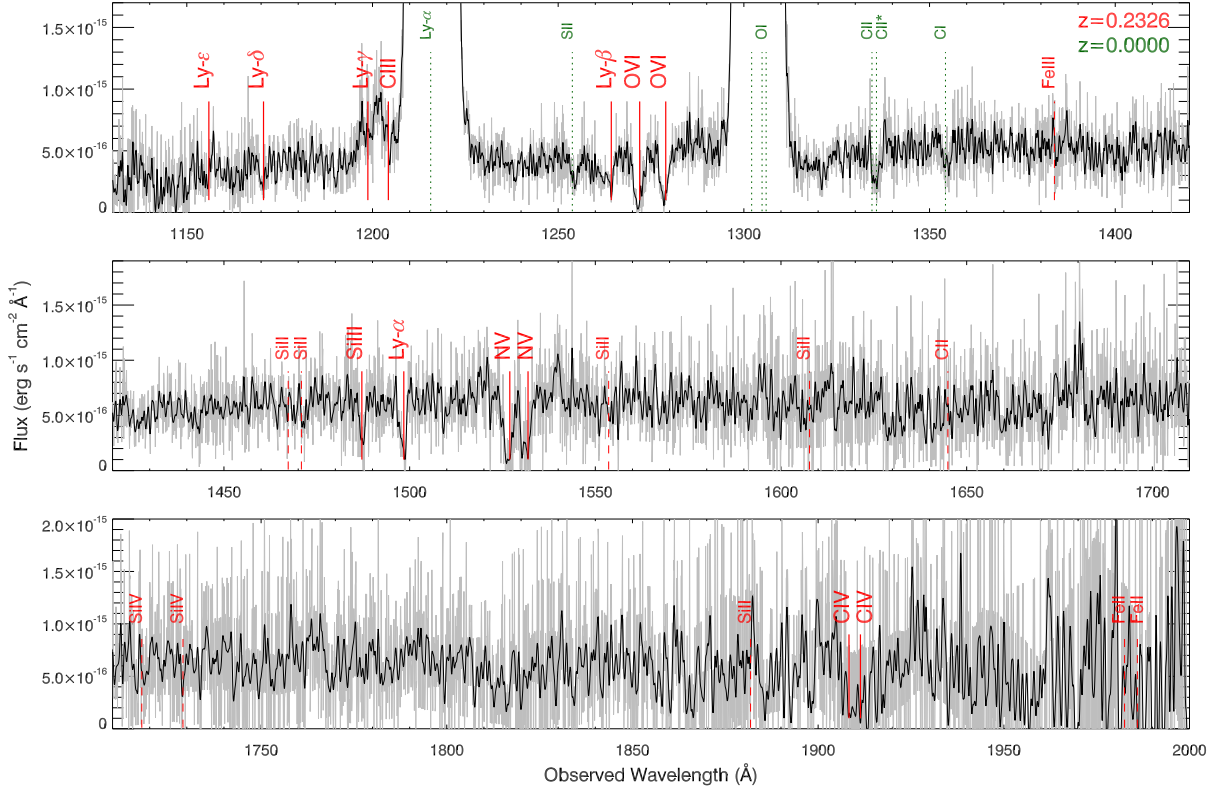 1.5×10⁻¹⁵
1.0×10⁻¹⁵
5.0×10⁻¹⁶
0
Ly-ε
Ly-δ
Ly-γ
CIII
Ly-α
SII
Ly-β
OVI
OVI
OI
CII
CII*
CI
FeIII
z=0.2326
z=0.0000
1150
1200
1250
1300
1350
1400
Flux (erg s⁻¹ cm⁻² Å⁻¹)
1.5×10⁻¹⁵
1.0×10⁻¹⁵
5.0×10⁻¹⁶
0
SiII
SiII
SiIII
Ly-α
NV
NV
SiII
SiII
CII
1450
1500
1550
1600
1650
1700
2.0×10⁻¹⁵
1.5×10⁻¹⁵
1.0×10⁻¹⁵
5.0×10⁻¹⁶
0
SiIV
SiIV
SiII
CIV
CIV
FeII
FeII
1750
1800
1850
1900
1950
2000
Observed Wavelength (Å)